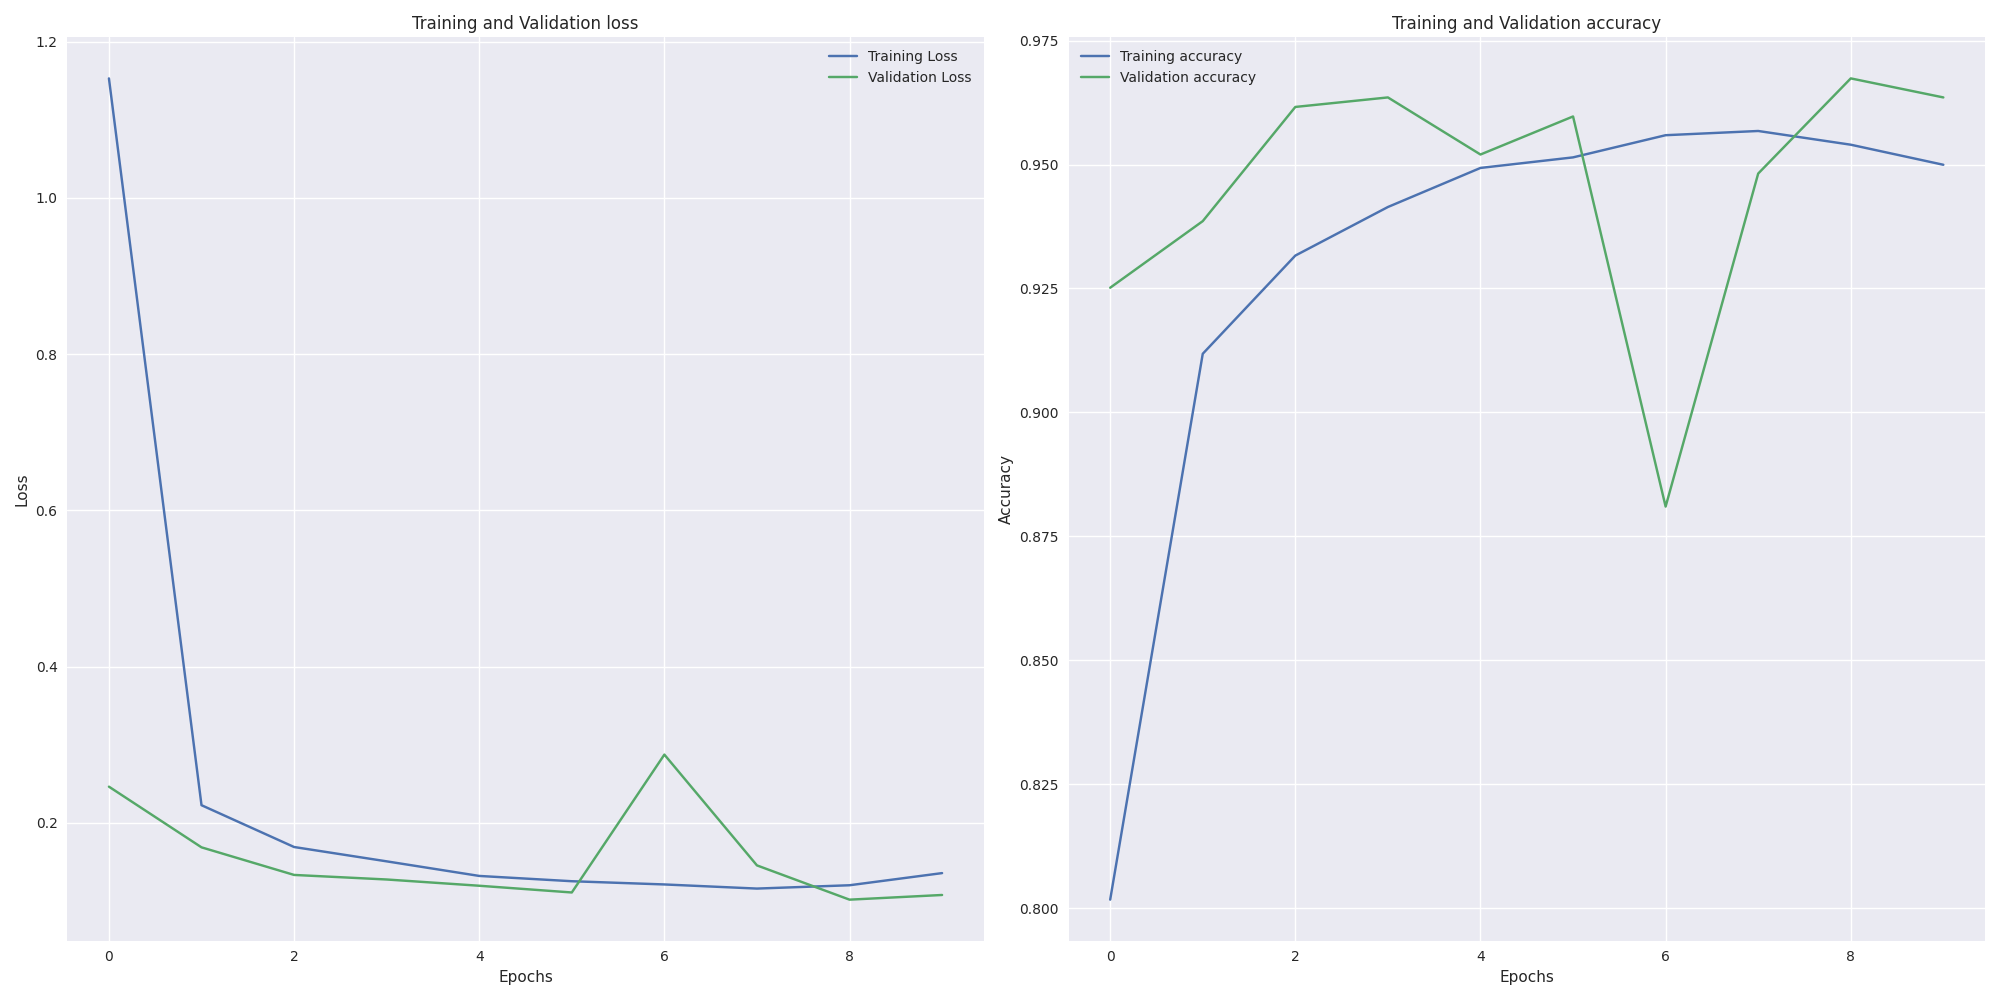 Training and Validation loss
1.2
1.0
0.8
0.6
0.4
0.2
Loss
Training Loss
Validation Loss
0 2 4 6 8
Epochs
Training and Validation accuracy
0.975
0.950
0.925
0.900
0.875
0.850
0.825
0.800
Accuracy
Training accuracy
Validation accuracy
0 2 4 6 8
Epochs